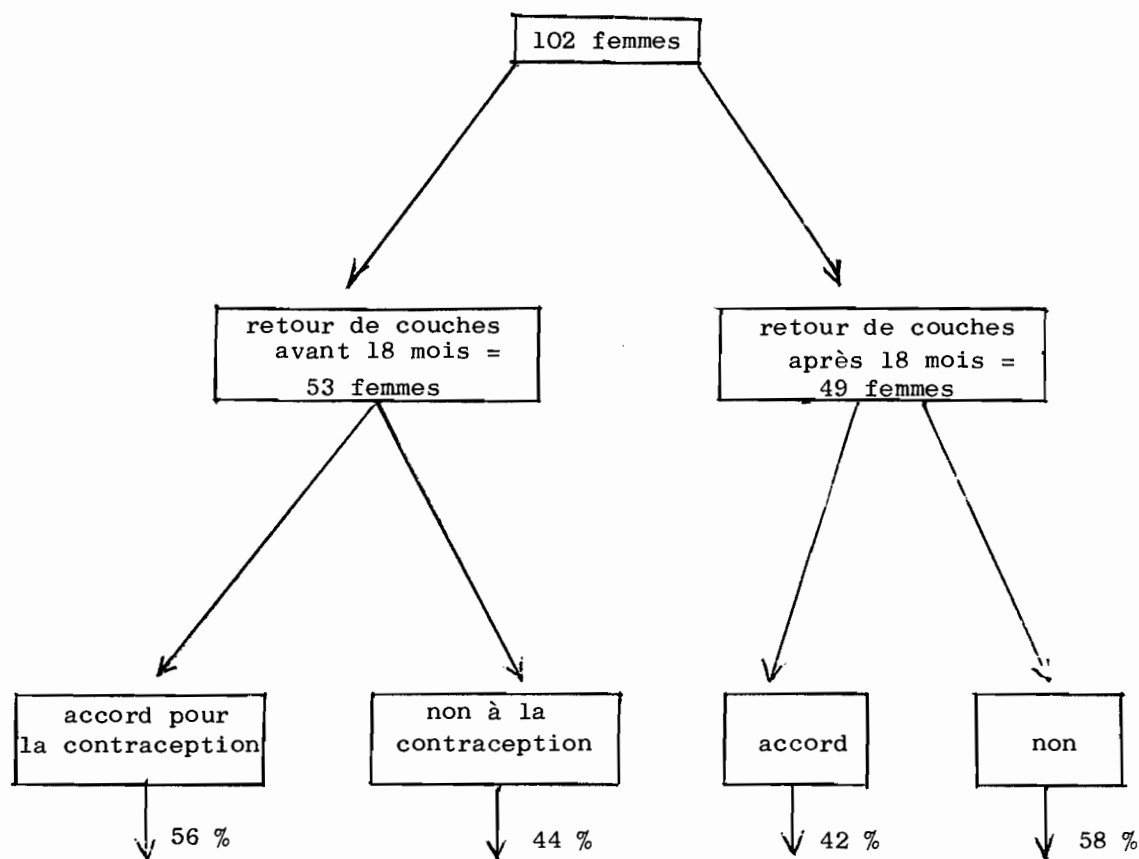 102 femmes
retour de couches
avant 18 mois =
53 femmes
retour de couches
après 18 mois =
49 femmes
accord pour
la contraception
non à la
contraception
accord
non
56 %
44 %
42 %
58 %